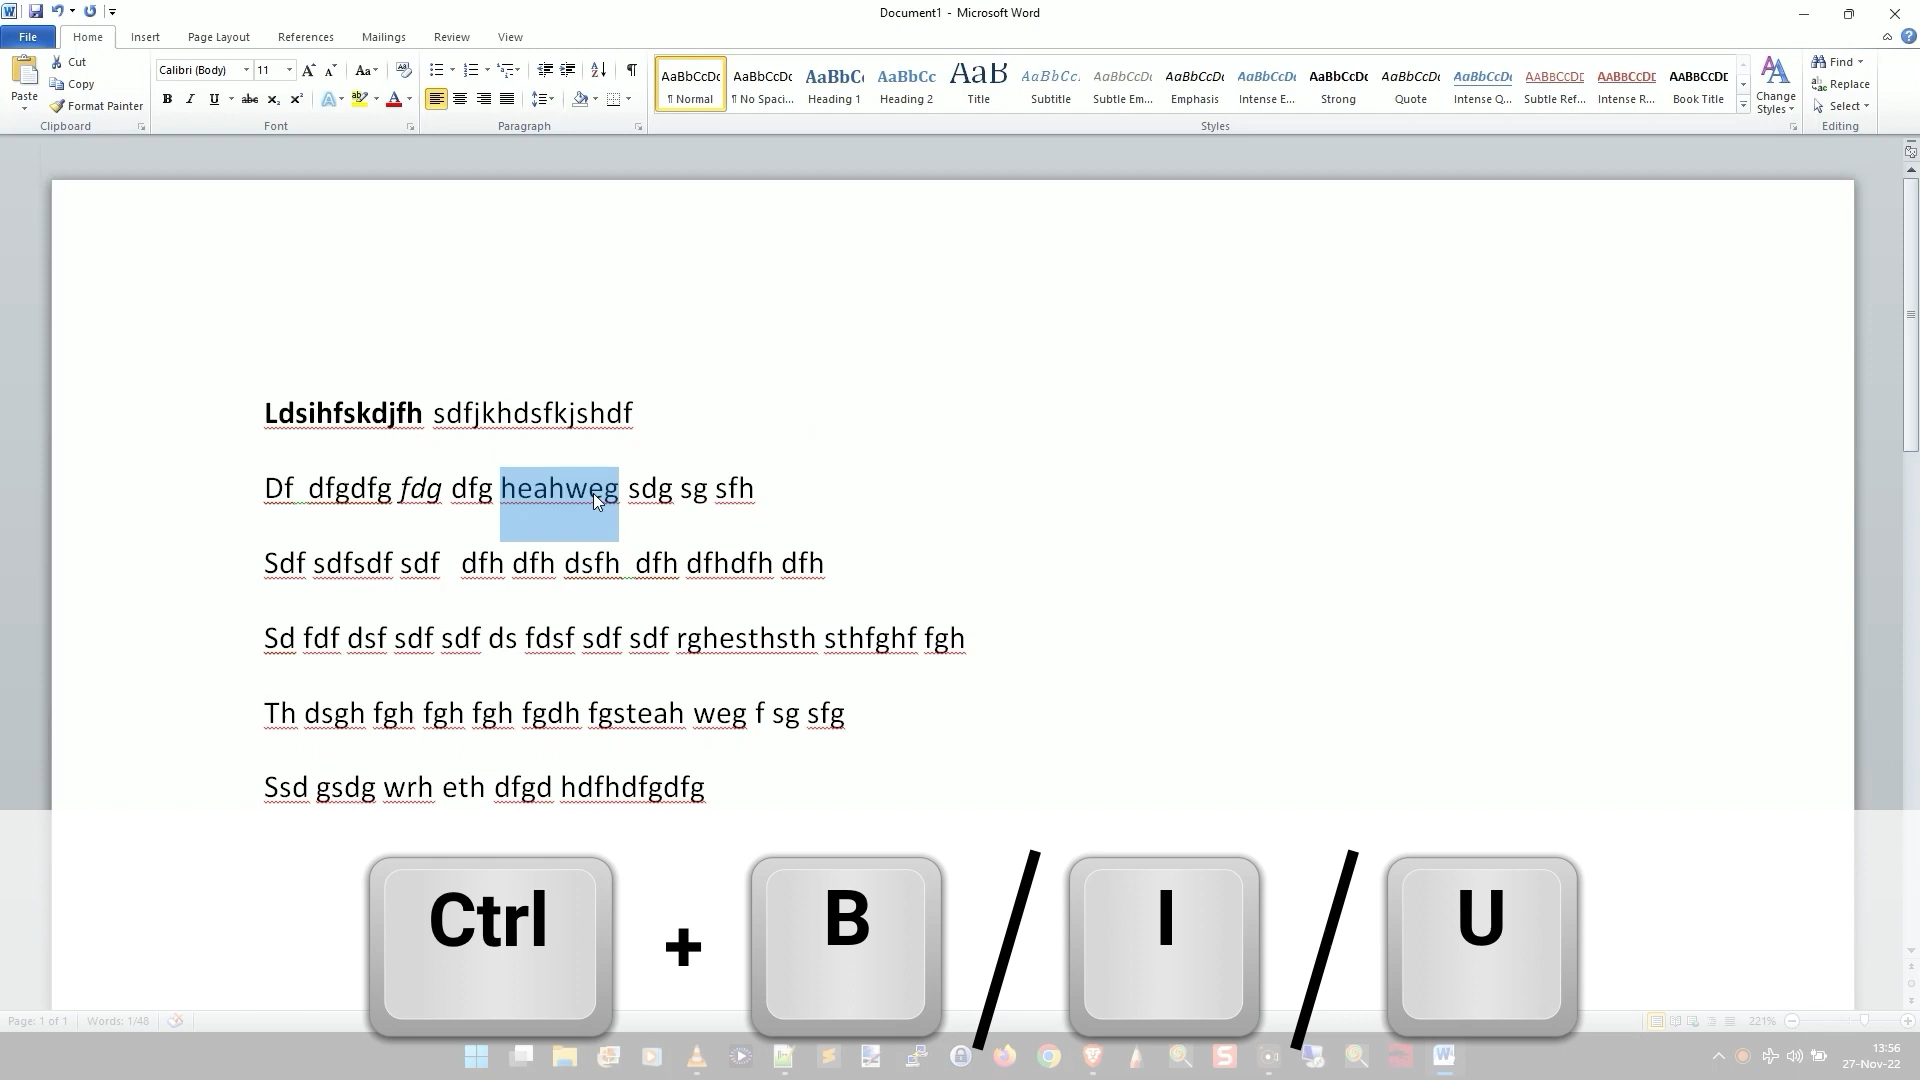 Document1 - Microsoft Word
File Home Insert Page Layout References Mailings Review View
Paste
Cut
Copy
Format Painter
Clipboard
Calibri (Body) 11
Font
Paragraph
AaBbCcDc AaBbCcDc AaBbC AaBbCc AaB AaBbCc. AaBbCcDc AaBbCcDc AaBbCcDc AaBbCcDc AaBbCcDc AaBbCcDc AABBCCDE AABBCCDE AABBCCDE
¶ Normal ¶ No Spaci... Heading 1 Heading 2 Title Subtitle Subtle Em... Emphasis Intense E... Strong Quote Intense Q... Subtle Ref... Intense R... Book Title
Styles
Change Styles
Find
Replace
Select
Editing
Ldsihfskdjfh sdfjkhdsfkjshdf
Df dfgdfg fdg dfg heahweg sdg sg sfh
Sdf sdfsdf sdf dfh dfh dsfh dfh dfhdfh dfh
Sd fdf dsf sdf sdf ds fdsf sdf sdf rghesthsth sthfghf fgh
Th dsgh fgh fgh fgh fgdh fgsteah weg f sg sfg
Ssd gsdg wrh eth dfgd hdfhdfgdfg
Ctrl + B / I / U
Page: 1 of 1 Words: 1/48 221%
13:56
27-Nov-22